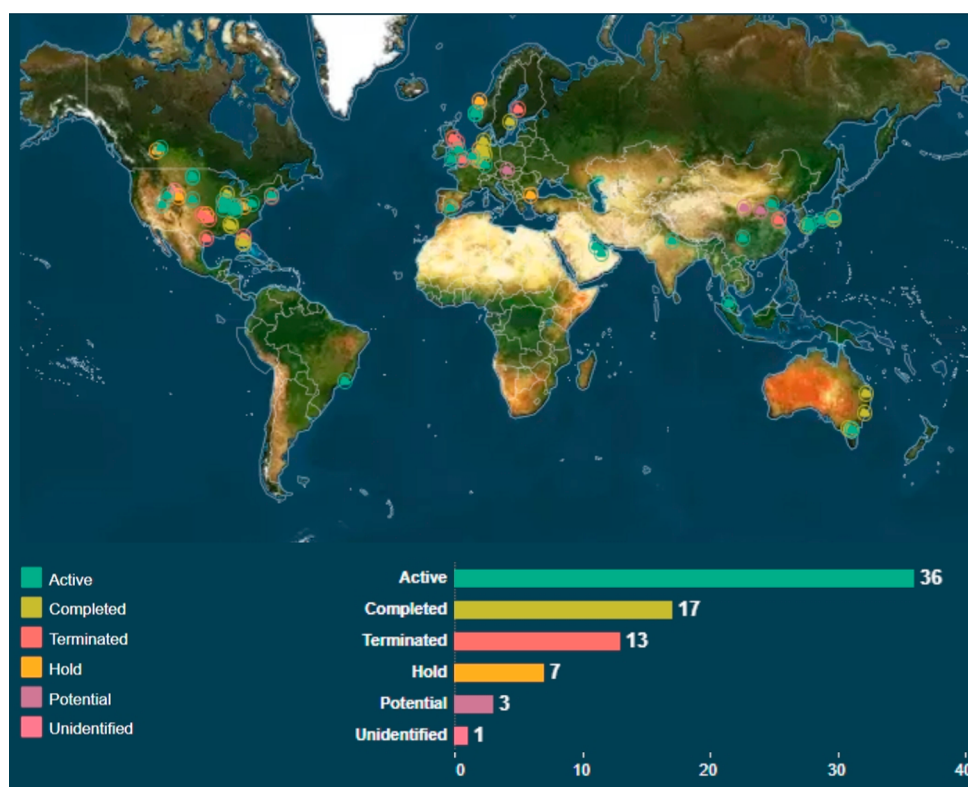 Active
Completed
Terminated
Hold
Potential
Unidentified
Active 36
Completed 17
Terminated 13
Hold 7
Potential 3
Unidentified 1
0 10 20 30 40